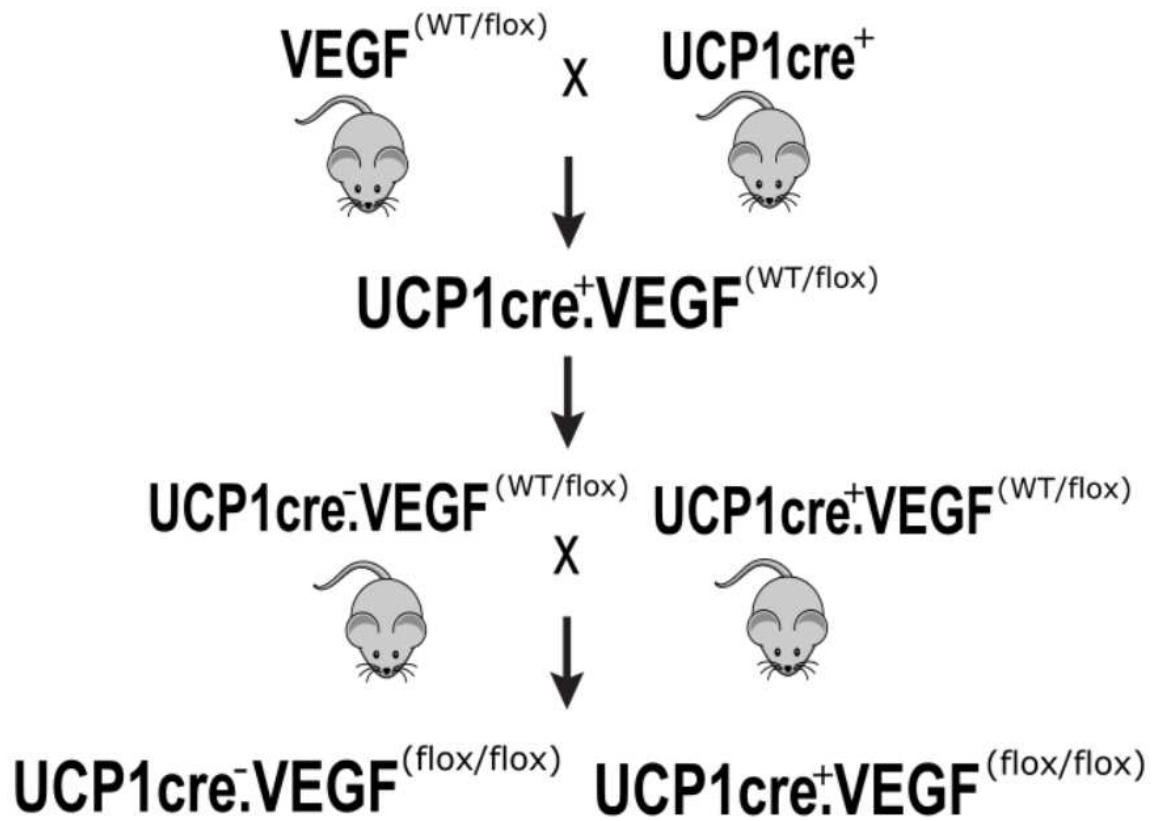 VEGF(WT/flox) X UCP1cre+
UCP1cre+.VEGF(WT/flox)
UCP1cre-.VEGF(WT/flox) X UCP1cre+.VEGF(WT/flox)
UCP1cre-.VEGF(flox/flox) UCP1cre+.VEGF(flox/flox)